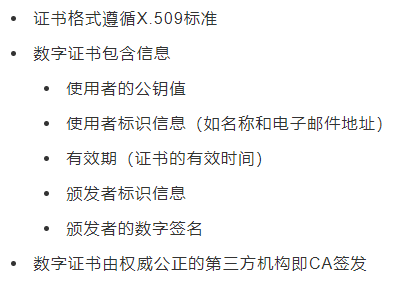 证书格式遵循X.509标准
数字证书包含信息
使用者的公钥值
使用者标识信息（如名称和电子邮件地址）
有效期（证书的有效时间）
颁发者标识信息
颁发者的数字签名
数字证书由权威公正的第三方机构即CA签发